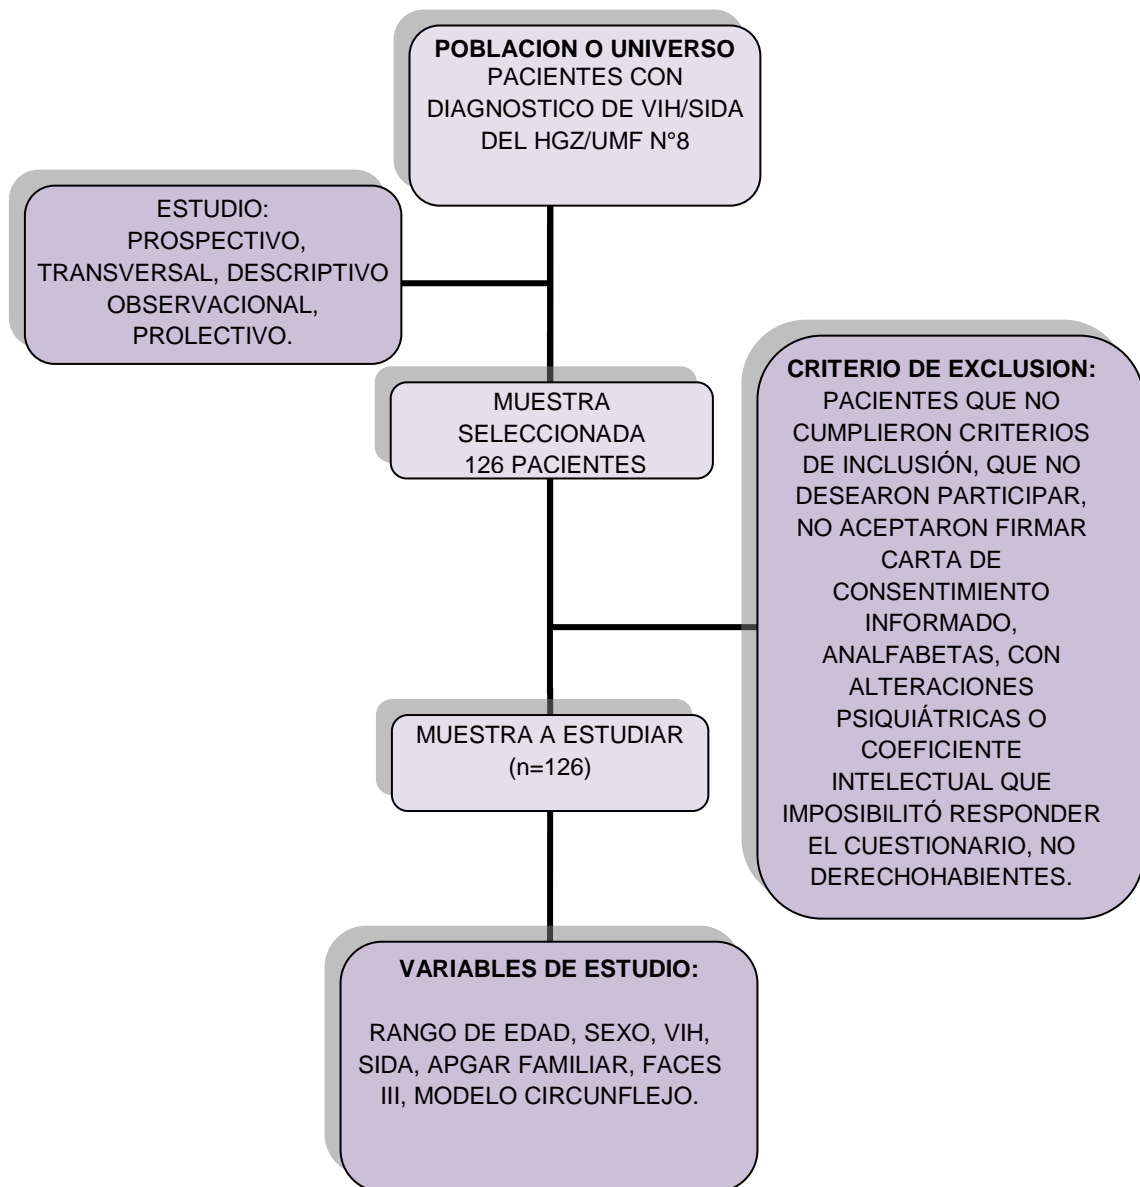 POBLACION O UNIVERSO
PACIENTES CON
DIAGNOSTICO DE VIH/SIDA
DEL HGZ/UMF N°8
ESTUDIO:
PROSPECTIVO,
TRANSVERSAL, DESCRIPTIVO
OBSERVACIONAL,
PROLECTIVO.
MUESTRA
SELECCIONADA
126 PACIENTES
CRITERIO DE EXCLUSION:
PACIENTES QUE NO
CUMPLIERON CRITERIOS
DE INCLUSIÓN, QUE NO
DESEARON PARTICIPAR,
NO ACEPTARON FIRMAR
CARTA DE
CONSENTIMIENTO
INFORMADO,
ANALFABETAS, CON
ALTERACIONES
PSIQUIÁTRICAS O
COEFICIENTE
INTELECTUAL QUE
IMPOSIBILITÓ RESPONDER
EL CUESTIONARIO, NO
DERECHOHABIENTES.
MUESTRA A ESTUDIAR
(n=126)
VARIABLES DE ESTUDIO:
RANGO DE EDAD, SEXO, VIH,
SIDA, APGAR FAMILIAR, FACES
III, MODELO CIRCUNFLEJO.